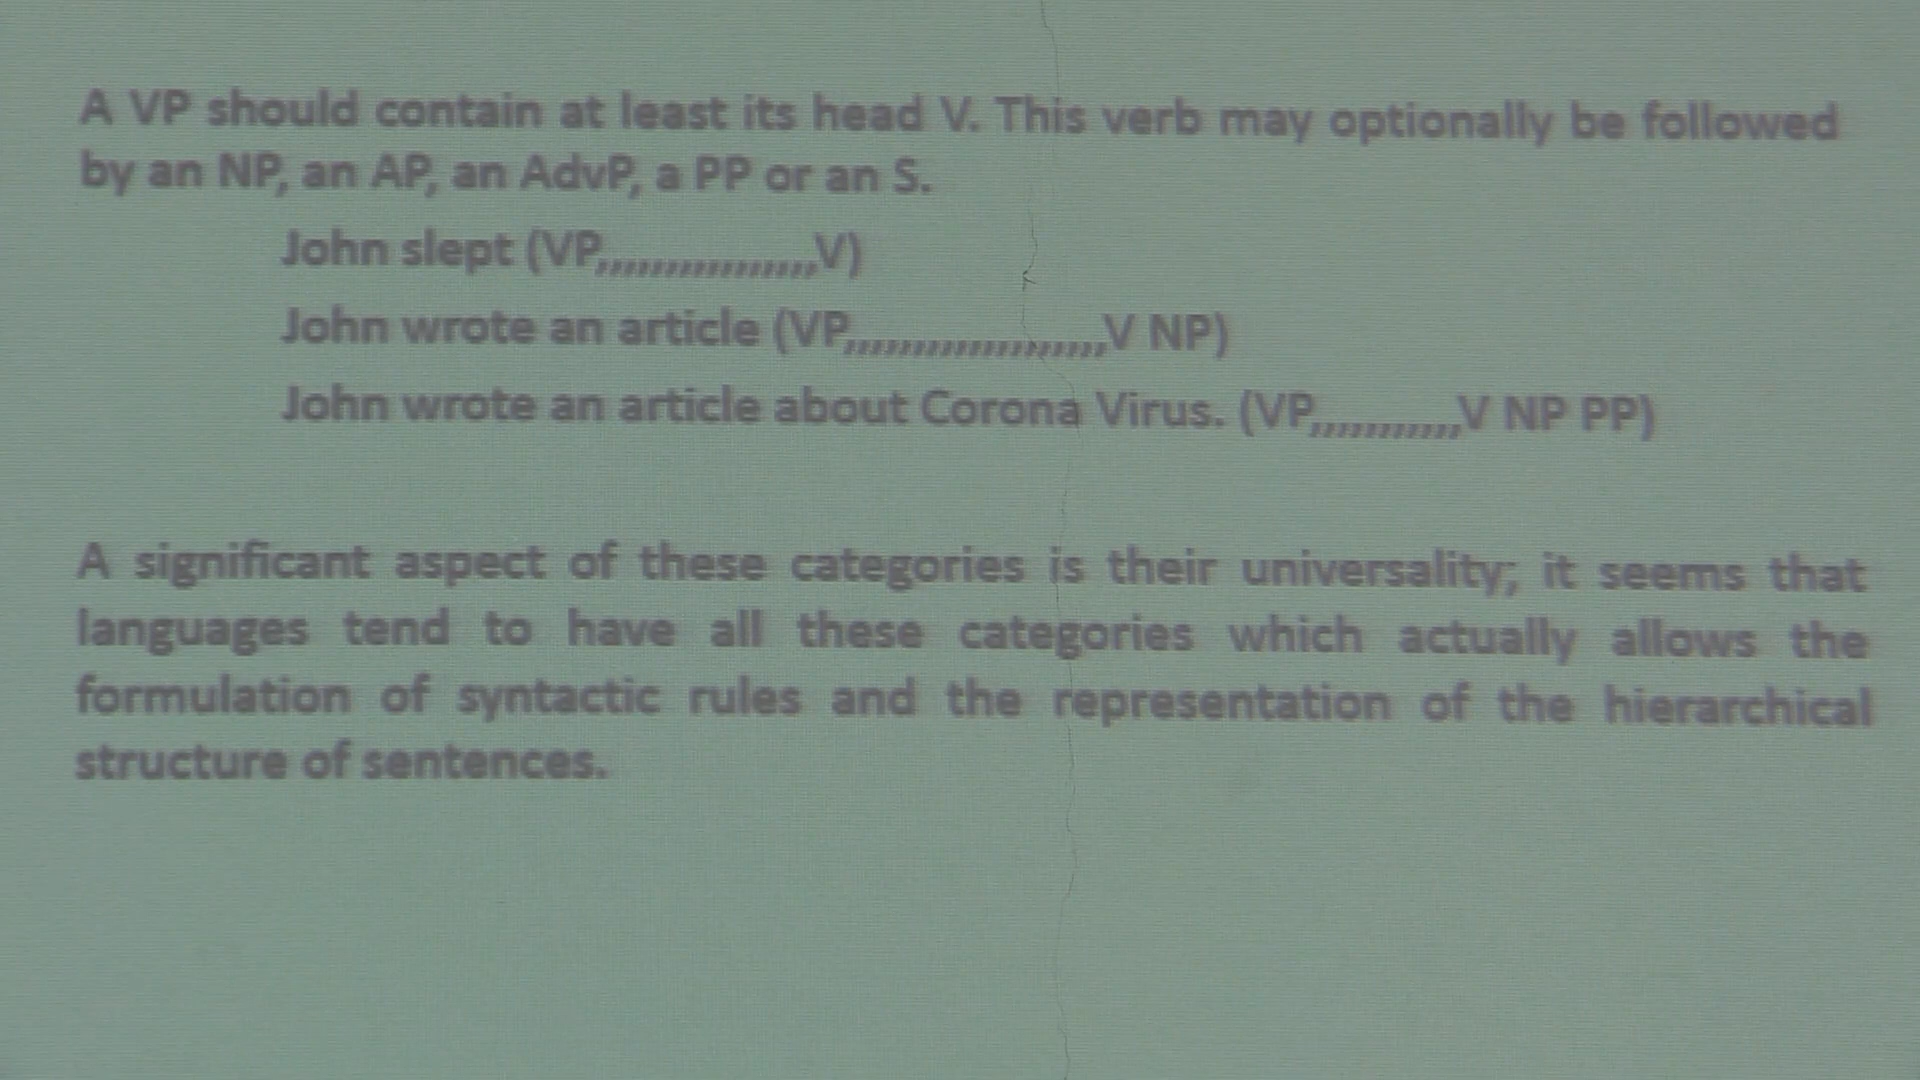 A VP should contain at least its head V. This verb may optionally be followed
by an NP, an AP, an AdvP, a PP or an S.
John slept (VP,,,,,,,,,,,,,,,,,V)
John wrote an article (VP,,,,,,,,,,,,,,,,,,,,V NP)
John wrote an article about Corona Virus. (VP,,,,,,,,,,,,V NP PP)
A significant aspect of these categories is their universality; it seems that
languages tend to have all these categories which actually allows the
formulation of syntactic rules and the representation of the hierarchical
structure of sentences.